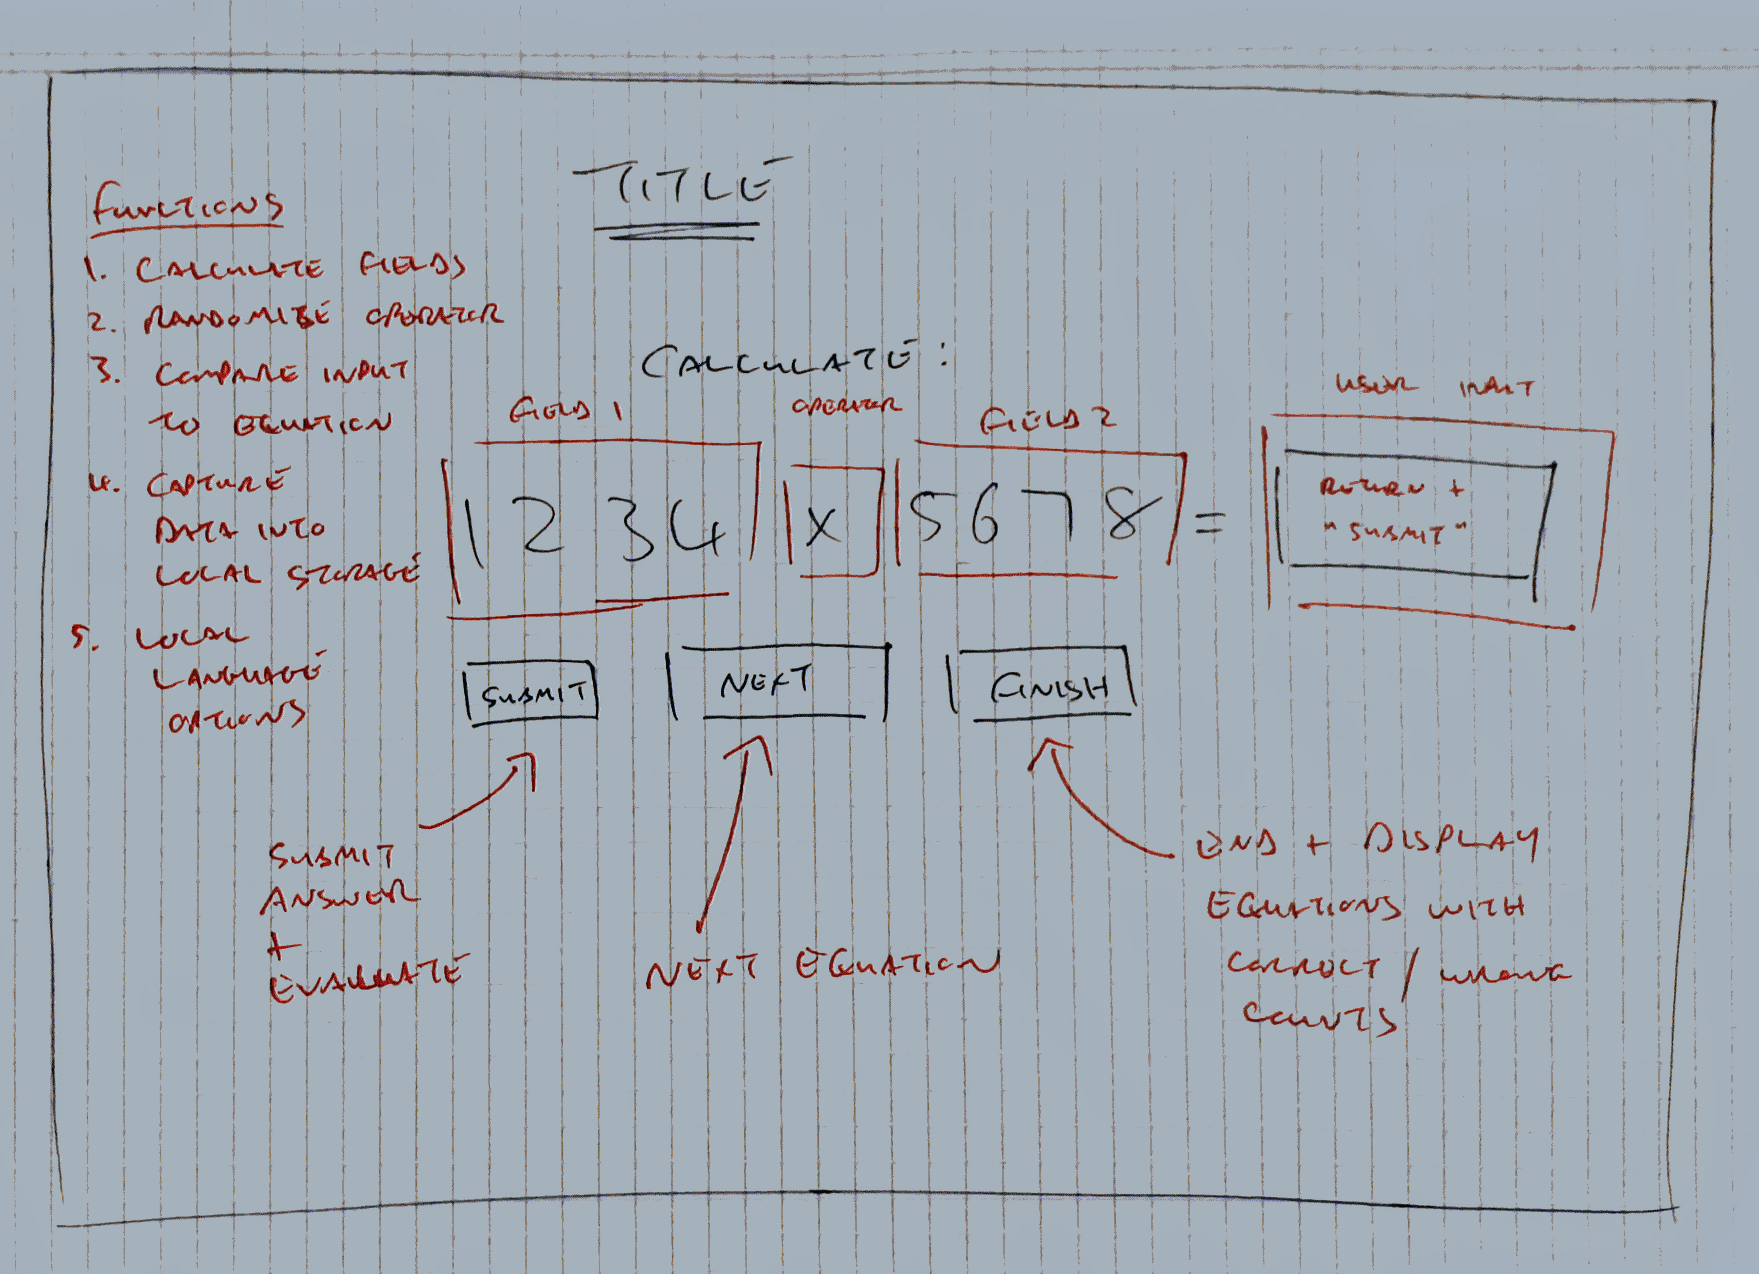 TITLE
FUNCTIONS
1. CALCULATE FIELDS
2. RANDOMISE OPERATOR
3. COMPARE INPUT
TO EQUATION
4. CAPTURE
DATA INTO
LOCAL STORAGE
5. LOCAL
LANGUAGE
OPTIONS
CALCULATE:
FIELD 1
OPERATOR
FIELD 2
USER INPUT
1234 x 5678 =
RETURN +
"SUBMIT"
SUBMIT
NEXT
FINISH
SUBMIT
ANSWER
+
EVALUATE
NEXT EQUATION
END + DISPLAY
EQUATIONS WITH
CORRECT / WRONG
COUNTS